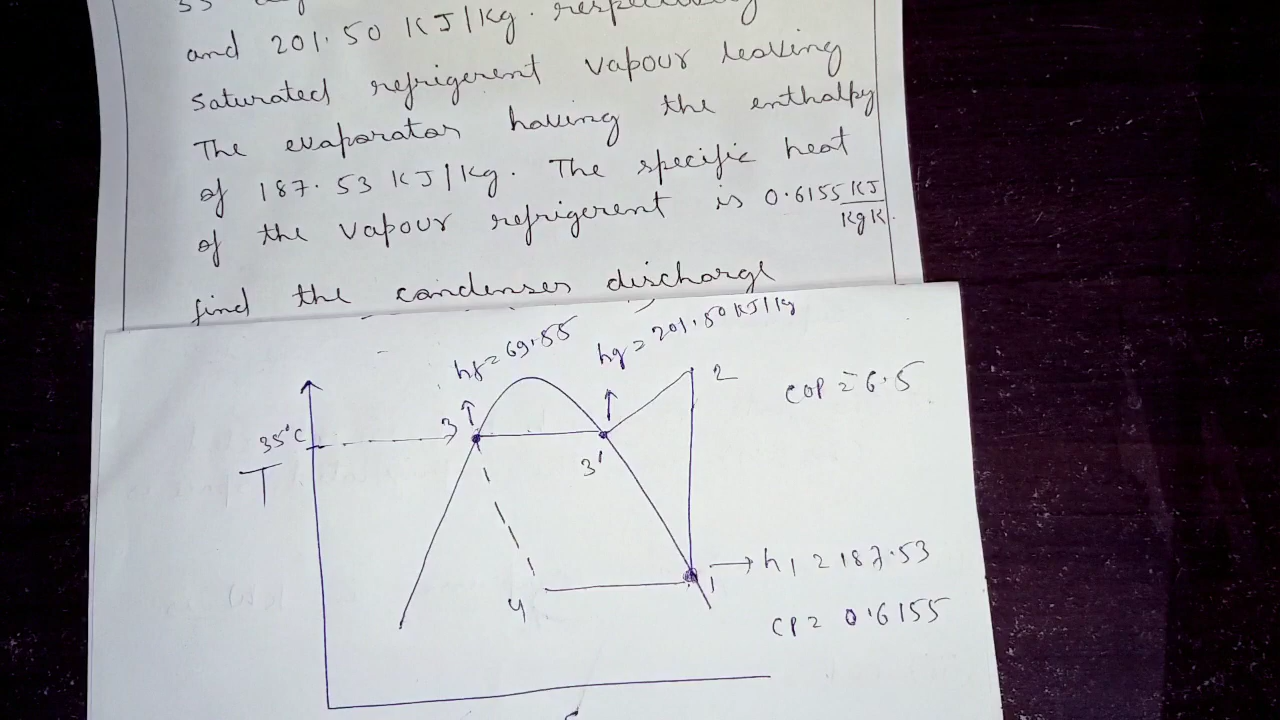 and 201.50 KJ/Kg. respectively
saturated refrigerent vapour leaving
The evaporator having the enthalpy
of 187.53 KJ/Kg. The specific heat
of the vapour refrigerent is 0.6155 KJ/KgK.
find the condenser discharge
hf = 69.55
hg = 201.50 KJ/kg
2
COP = 6.5
35°C
3
3'
T
1
→ h1 = 187.53
4
CP = 0.6155